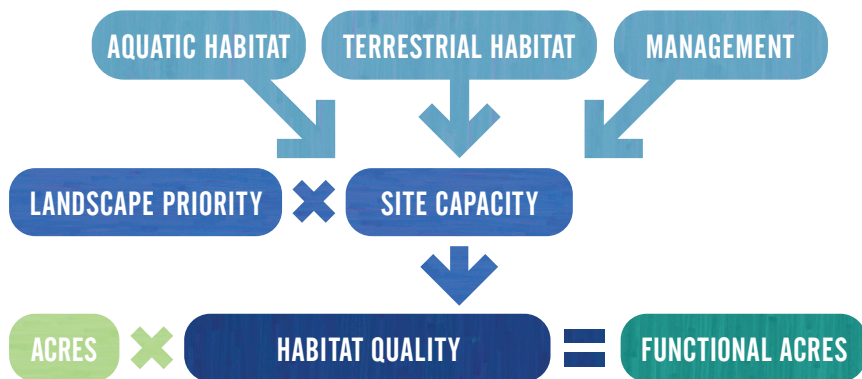 AQUATIC HABITAT
TERRESTRIAL HABITAT
MANAGEMENT
LANDSCAPE PRIORITY
SITE CAPACITY
ACRES
HABITAT QUALITY
FUNCTIONAL ACRES